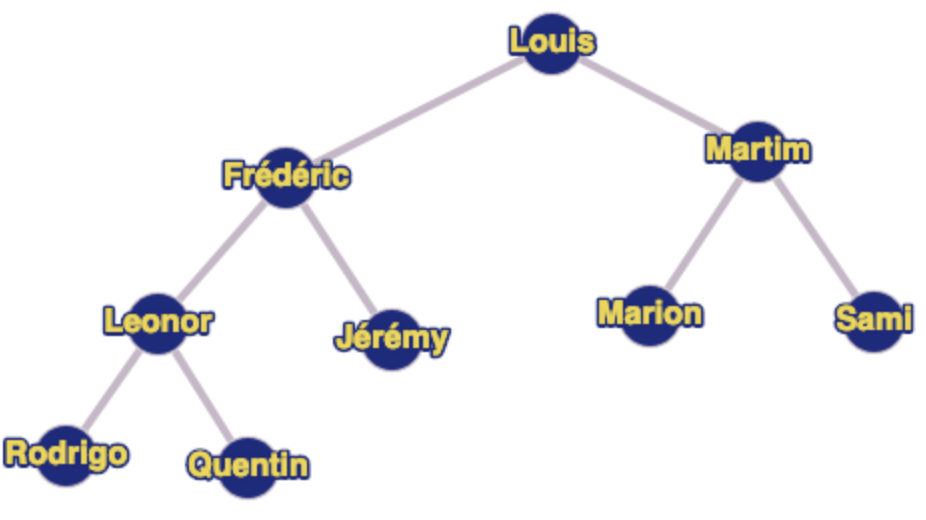 Louis
Frédéric
Martim
Leonor
Jérémy
Marion
Sami
Rodrigo
Quentin